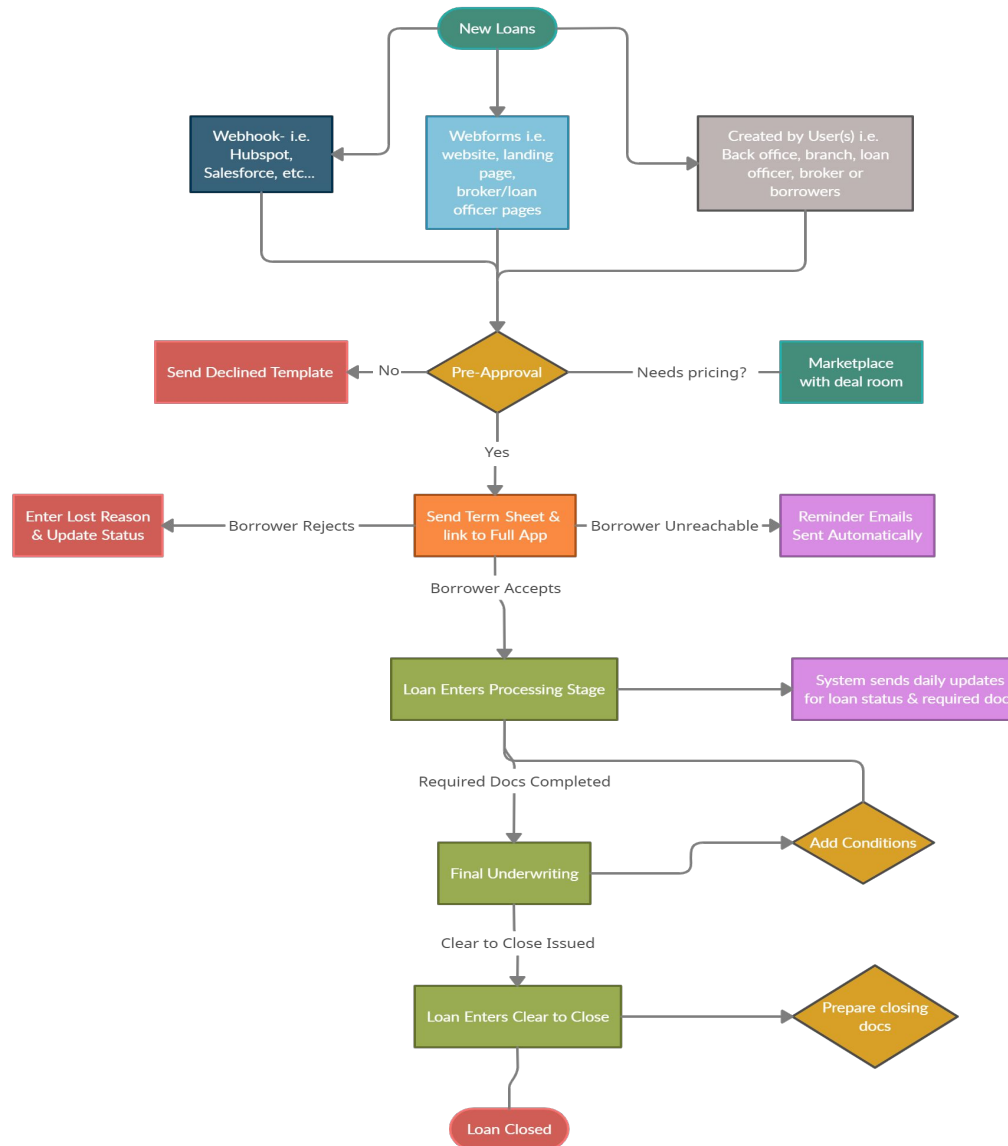 New Loans
Webhook- i.e.
Hubspot,
Salesforce, etc...
Webforms i.e.
website, landing
page,
broker/loan
officer pages
Created by User(s) i.e.
Back office, branch, loan
officer, broker or
borrowers
Send Declined Template
No
Pre-Approval
Needs pricing?
Marketplace
with deal room
Yes
Enter Lost Reason
& Update Status
Borrower Rejects
Send Term Sheet &
link to Full App
Borrower Unreachable
Reminder Emails
Sent Automatically
Borrower Accepts
Loan Enters Processing Stage
System sends daily updates
for loan status & required doc
Required Docs Completed
Final Underwriting
Add Conditions
Clear to Close Issued
Loan Enters Clear to Close
Prepare closing
docs
Loan Closed